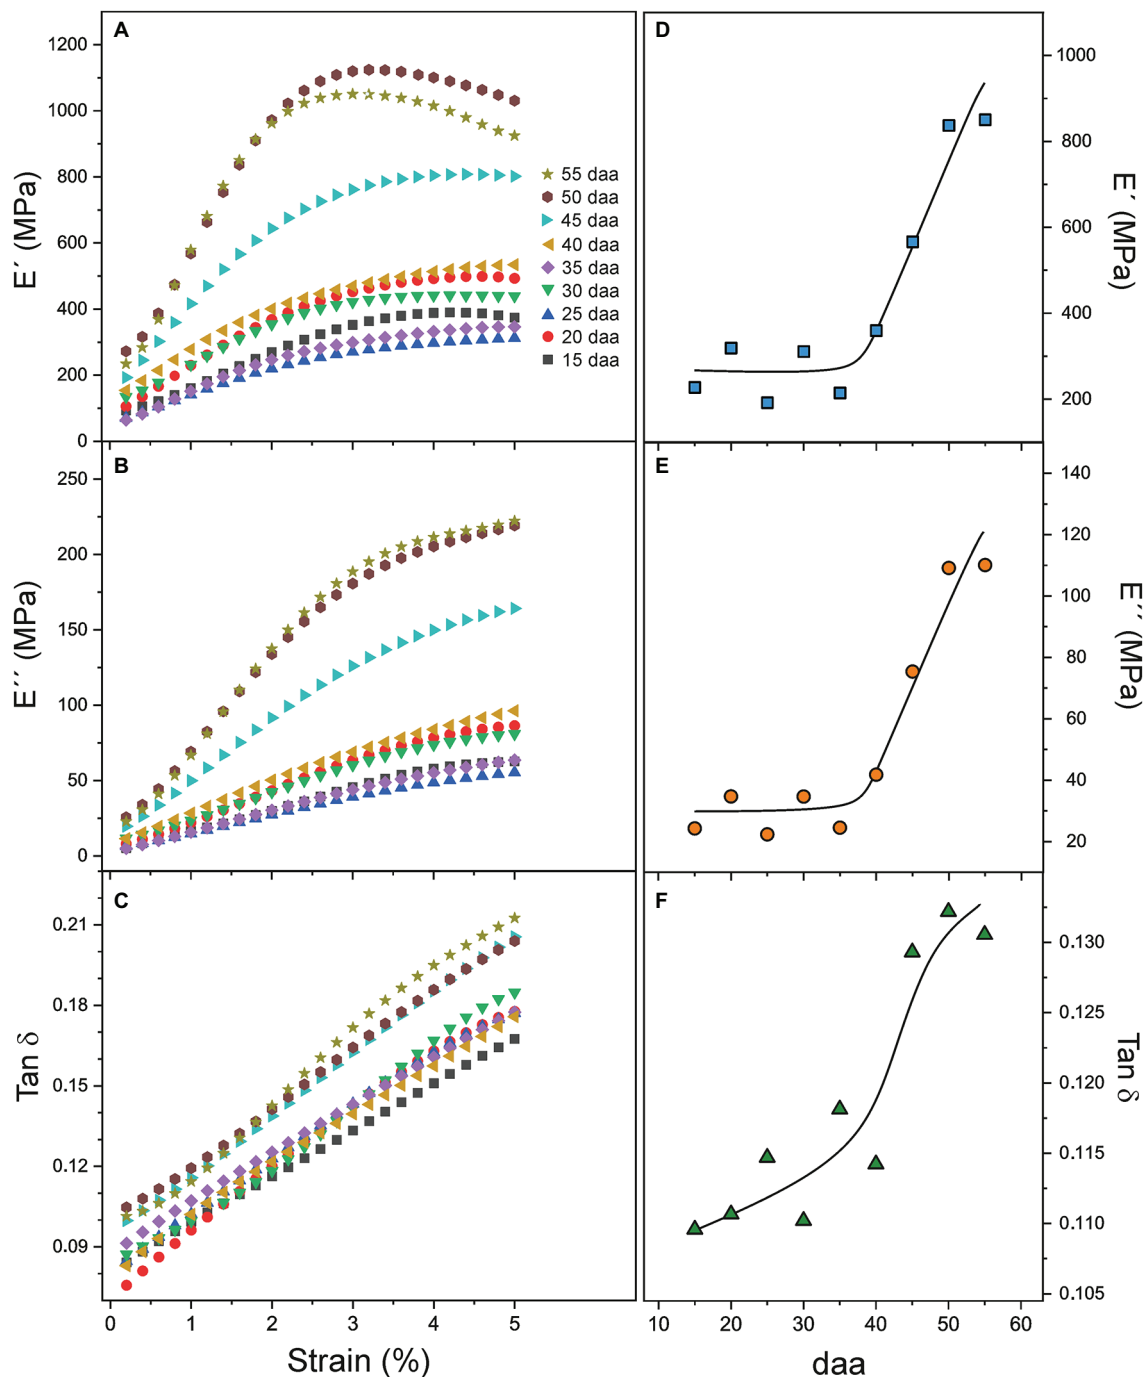 A
1200
1000
800
600
400
200
0
E´ (MPa)
55 daa
50 daa
45 daa
40 daa
35 daa
30 daa
25 daa
20 daa
15 daa
B
250
200
150
100
50
0
E´´ (MPa)
C
0.21
0.18
0.15
0.12
0.09
Tan δ
0
1
2
3
4
5
Strain (%)
D
1000
800
600
400
200
E´ (MPa)
E
140
120
100
80
60
40
20
E´´ (MPa)
F
0.130
0.125
0.120
0.115
0.110
0.105
Tan δ
10
20
30
40
50
60
daa